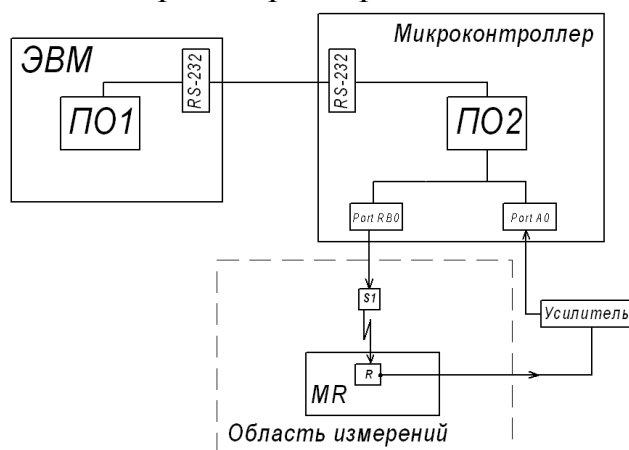 ЭВМ
RS-232
ПО1
Микроконтроллер
RS-232
ПО2
Port RB0
Port A0
S1
Усилитель
R
MR
Область измерений